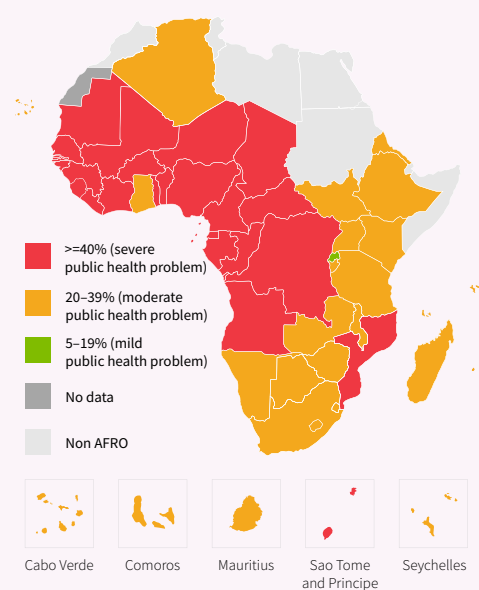 >=40% (severe
public health problem)
20–39% (moderate
public health problem)
5–19% (mild
public health problem)
No data
Non AFRO
Cabo Verde
Comoros
Mauritius
Sao Tome
and Principe
Seychelles